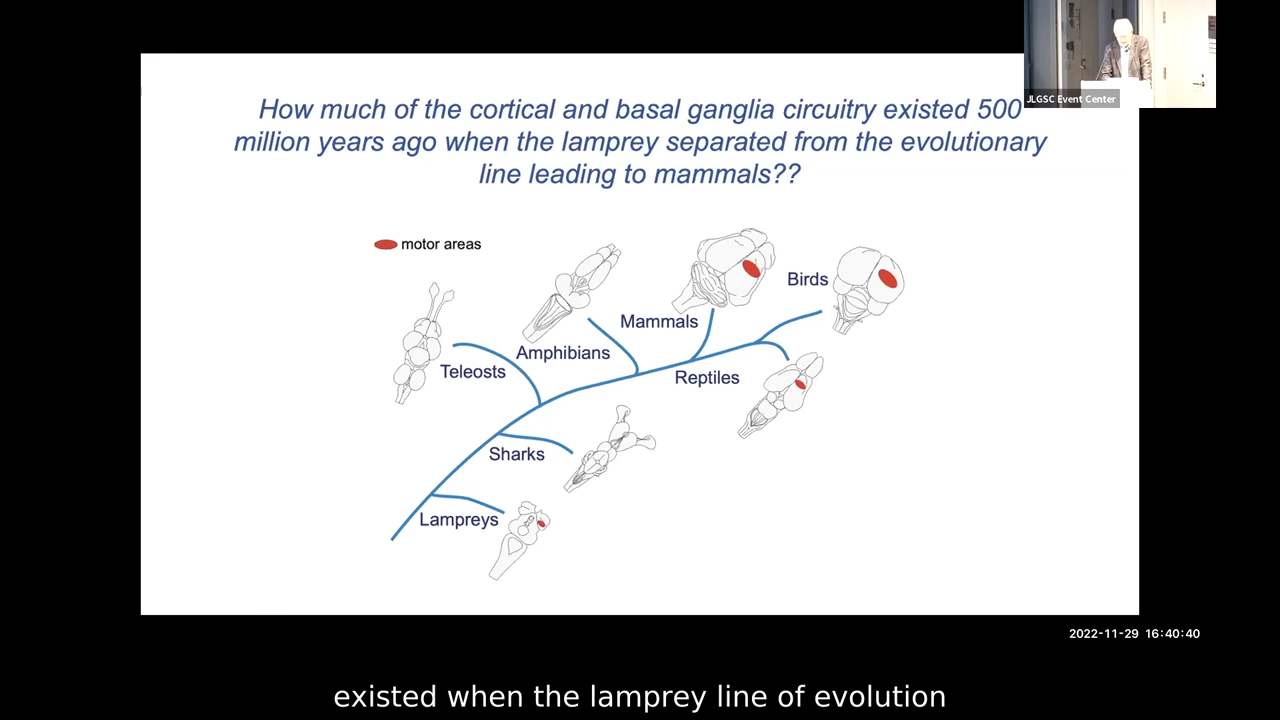 JLGSC Event Center
How much of the cortical and basal ganglia circuitry existed 500
million years ago when the lamprey separated from the evolutionary
line leading to mammals??
motor areas
Birds
Mammals
Amphibians
Teleosts
Reptiles
Sharks
Lampreys
2022-11-29 16:40:40
existed when the lamprey line of evolution